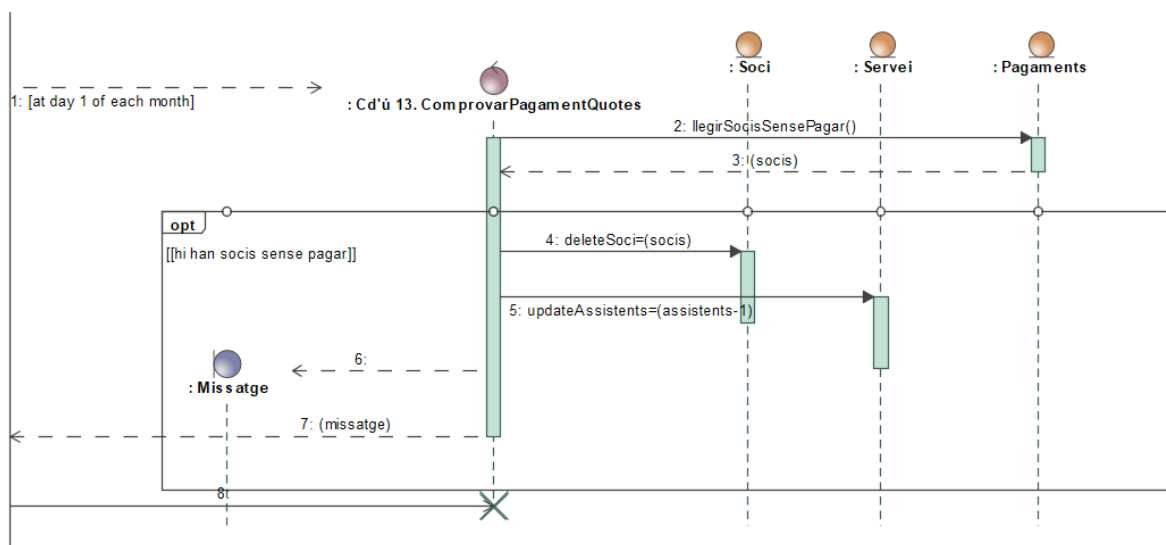 : Soci
: Servei
: Pagaments
1: [at day 1 of each month]
: Cd'ú 13. ComprovarPagamentQuotes
2: llegirSocisSensePagar()
3: (socis)
opt
[[hi han socis sense pagar]]
4: deleteSoci=(socis)
5: updateAssistents=(assistents-1)
6:
: Missatge
7: (missatge)
8: